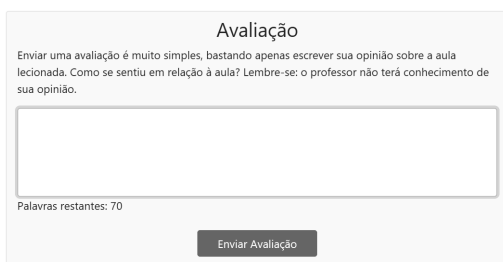 Avaliação
Enviar uma avaliação é muito simples, bastando apenas escrever sua opinião sobre a aula
lecionada. Como se sentiu em relação à aula? Lembre-se: o professor não terá conhecimento de
sua opinião.
Palavras restantes: 70
Enviar Avaliação